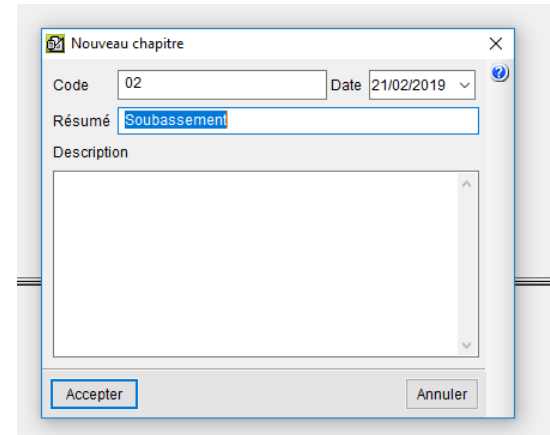 Nouveau chapitre
Code 02 Date 21/02/2019
Résumé Soubassement
Description
Accepter Annuler